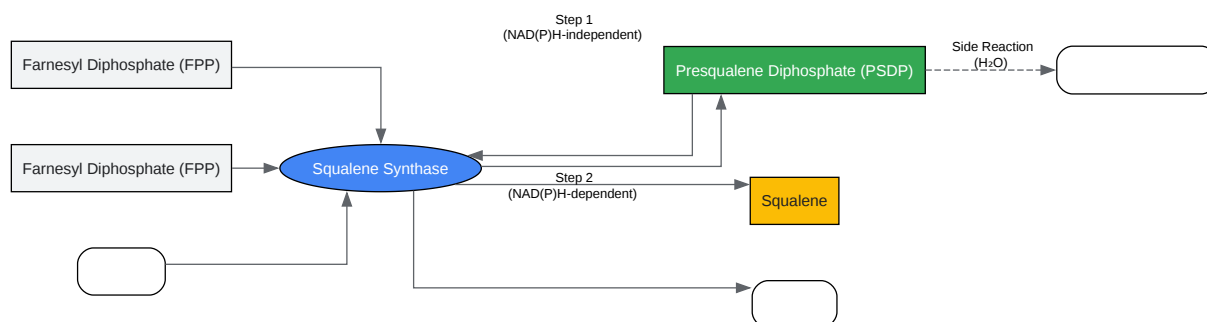 Step 1
(NAD(P)H-independent)
Farnesyl Diphosphate (FPP)
Presqualene Diphosphate (PSDP)
Side Reaction
(H₂O)
Farnesyl Diphosphate (FPP)
Squalene Synthase
Step 2
(NAD(P)H-dependent)
Squalene